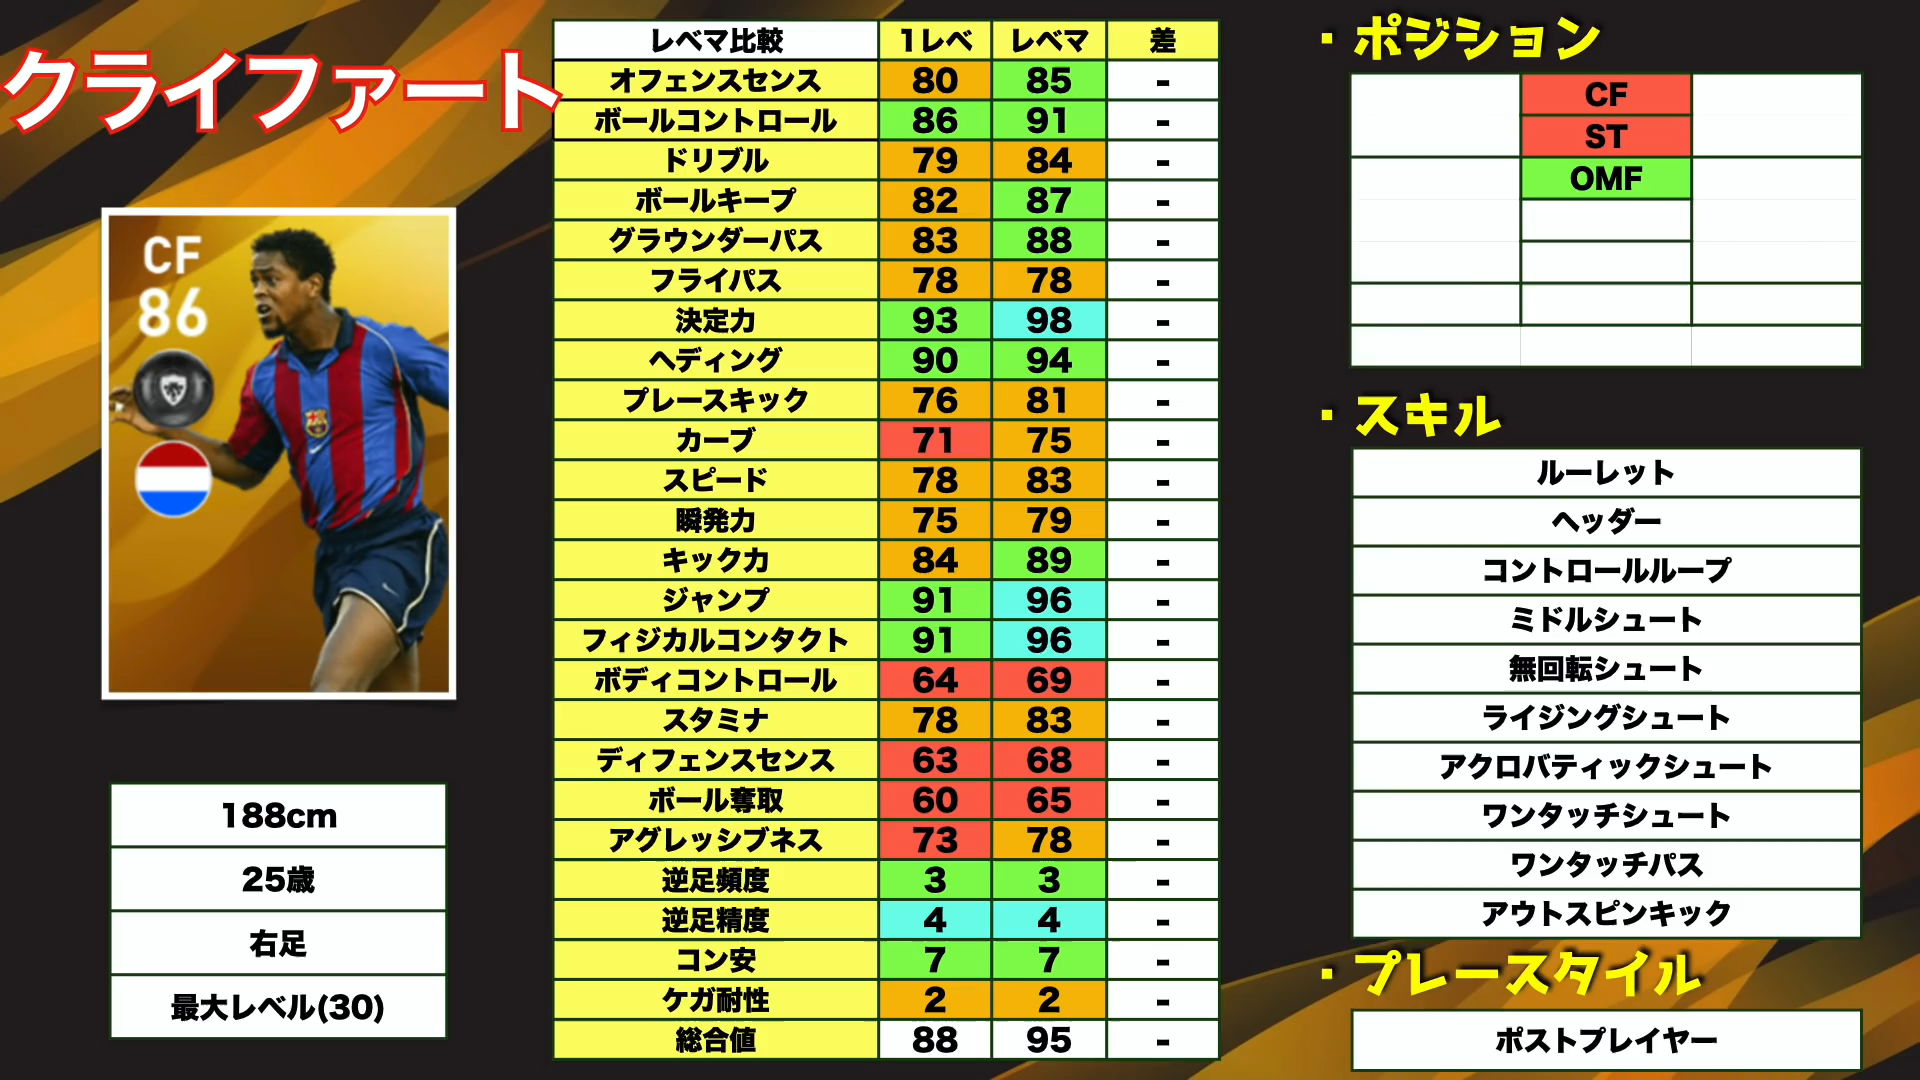 クライファート
CF
86
188cm
25歳
右足
最大レベル(30)
レベマ比較 1レベ レベマ 差
オフェンスセンス 80 85 -
ボールコントロール 86 91 -
ドリブル 79 84 -
ボールキープ 82 87 -
グラウンダーパス 83 88 -
フライパス 78 78 -
決定力 93 98 -
ヘディング 90 94 -
プレースキック 76 81 -
カーブ 71 75 -
スピード 78 83 -
瞬発力 75 79 -
キック力 84 89 -
ジャンプ 91 96 -
フィジカルコンタクト 91 96 -
ボディコントロール 64 69 -
スタミナ 78 83 -
ディフェンスセンス 63 68 -
ボール奪取 60 65 -
アグレッシブネス 73 78 -
逆足頻度 3 3 -
逆足精度 4 4 -
コン安 7 7 -
ケガ耐性 2 2 -
総合値 88 95 -
・ポジション
CF
ST
OMF
・スキル
ルーレット
ヘッダー
コントロールループ
ミドルシュート
無回転シュート
ライジングシュート
アクロバティックシュート
ワンタッチシュート
ワンタッチパス
アウトスピンキック
・プレースタイル
ポストプレイヤー